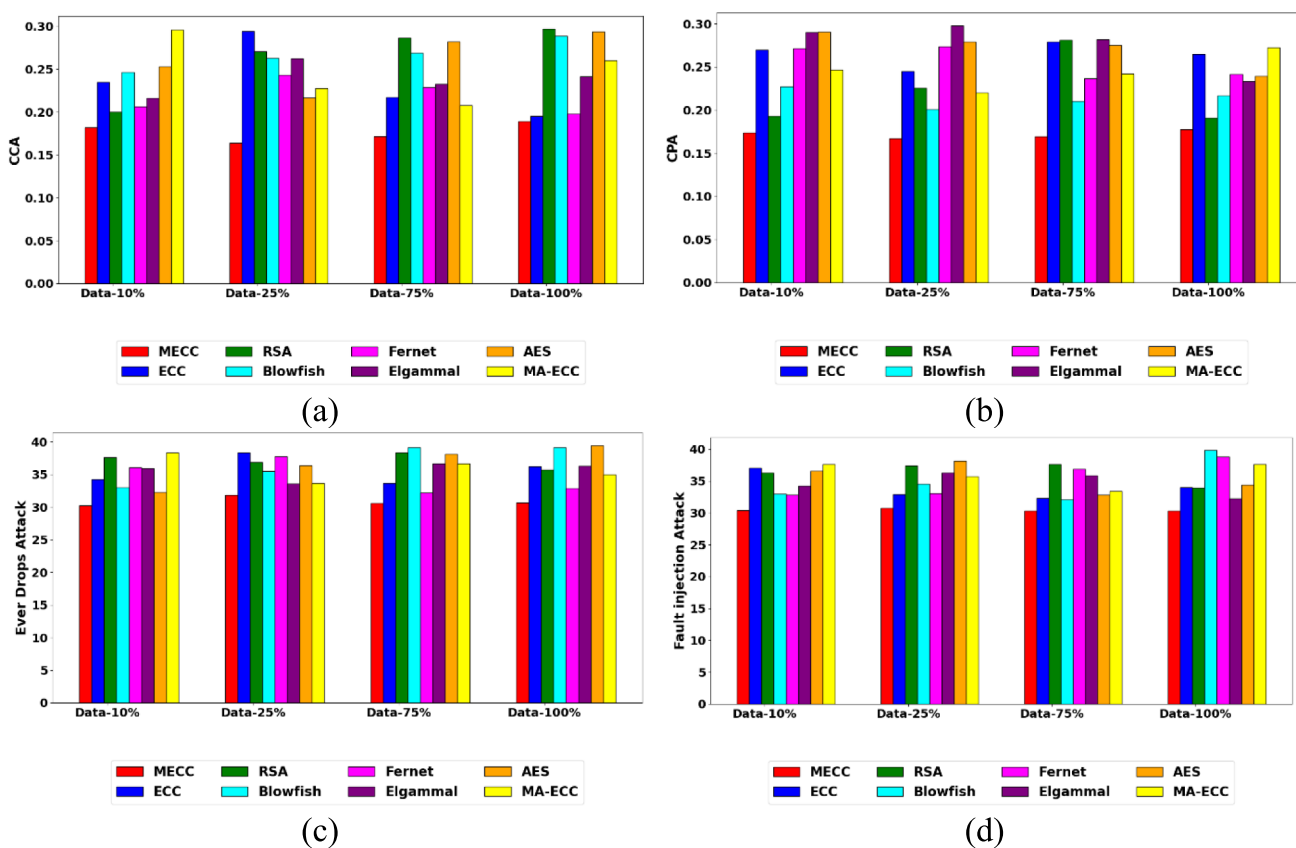 0.30
0.25
0.20
0.15
0.10
0.05
0.00
CCA
Data-10% Data-25% Data-75% Data-100%
MECC RSA Fernet AES
ECC Blowfish Elgammal MA-ECC
(a)
0.30
0.25
0.20
0.15
0.10
0.05
0.00
CPA
Data-10% Data-25% Data-75% Data-100%
MECC RSA Fernet AES
ECC Blowfish Elgammal MA-ECC
(b)
40
35
30
25
20
15
10
5
0
Ever Drops Attack
Data-10% Data-25% Data-75% Data-100%
MECC RSA Fernet AES
ECC Blowfish Elgammal MA-ECC
(c)
40
35
30
25
20
15
10
5
0
Fault injection Attack
Data-10% Data-25% Data-75% Data-100%
MECC RSA Fernet AES
ECC Blowfish Elgammal MA-ECC
(d)